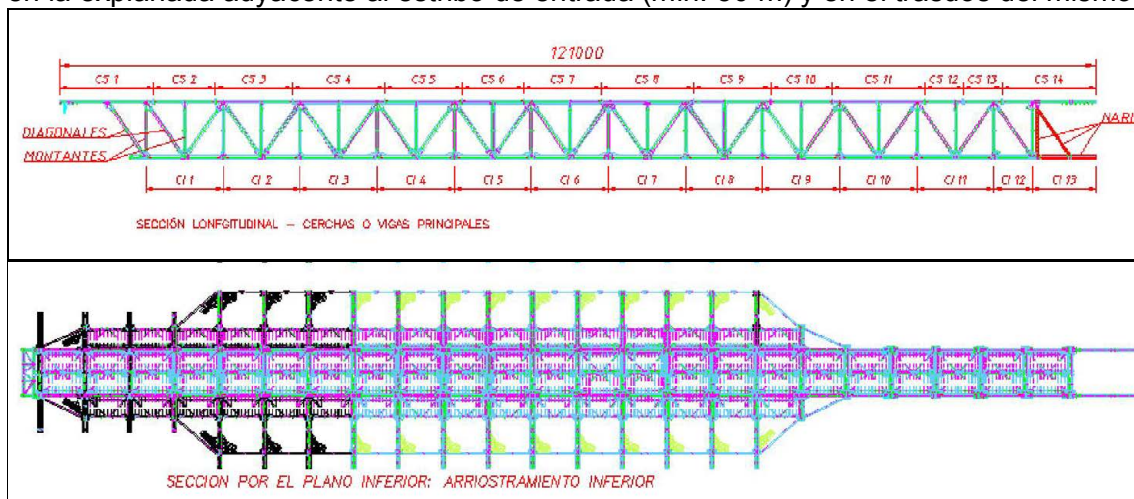 en la explanada adyacente al estribo de entrada (mín. 60 m) y en el trasdós del mismo
121000
CS 1 CS 2 CS 3 CS 4 CS 5 CS 6 CS 7 CS 8 CS 9 CS 10 CS 11 CS 12 CS 13 CS 14
DIAGONALES
MONTANTES
NARI
CI 1 CI 2 CI 3 CI 4 CI 5 CI 6 CI 7 CI 8 CI 9 CI 10 CI 11 CI 12 CI 13
SECCIÓN LONFGITUDINAL – CERCHAS O VIGAS PRINCIPALES
SECCION POR EL PLANO INFERIOR: ARRIOSTRAMIENTO INFERIOR